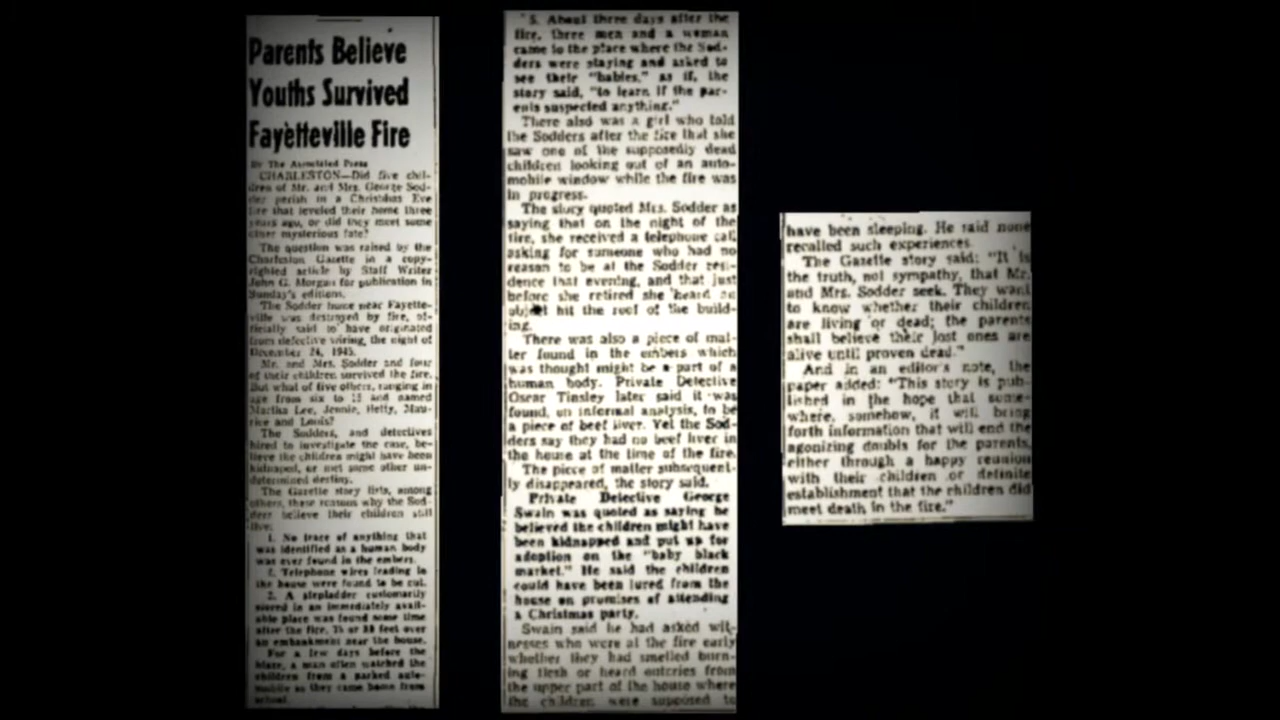 Parents Believe
Youths Survived
Fayetteville Fire
By The Associated Press
CHARLESTON—Did five chil-
dren of Mr. and Mrs. George Sod-
der perish in a Christmas Eve
fire that leveled their home three
years ago, or did they meet some
other mysterious fate?
The question was raised by the
Charleston Gazette in a copy-
righted article by Staff Writer
John G. Morgan for publication in
Sunday's editions.
The Sodder home near Fayette-
ville was destroyed by fire, of-
ficially said to have originated
from defective wiring, the night of
December 24, 1945.
Mr. and Mrs. Sodder and four
of their children survived the fire.
But what of five others, ranging in
age from six to 15 and named
Martha Lee, Jennie, Betty, Mau-
rice and Louis?
The Sodders, and detectives
hired to investigate the case, be-
lieve the children might have been
kidnaped, or met some other un-
determined destiny.
The Gazette story lists, among
others, these reasons why the Sod-
ders believe their children still
live:
1. No trace of anything that
was identified as a human body
was ever found in the embers.
2. Telephone wires leading to
the house were found to be cut.
A stepladder customarily
stored in an immediately avail-
able place was found some time
after the fire, feet over
an embankment near the house.
For a few days before the
blaze, a man often watched the
children from a parked auto-
mobile as they came home from
school.
5. About three days after the
fire, three men and a woman
came to the place where the Sod-
ders were staying and asked to
see their "babies," as if, the
story said, "to learn if the par-
ents suspected anything."
There also was a girl who told
the Sodders after the fire that she
saw one of the supposedly dead
children looking out of an auto-
mobile window while the fire was
in progress.
The story quoted Mrs. Sodder as
saying that on the night of the
fire, she received a telephone call
asking for someone who had no
reason to be at the Sodder resi-
dence that evening, and that just
before she retired she heard an
object hit the roof of the build-
ing.
There was also a piece of mat-
ter found in the embers which
was thought might be a part of a
human body. Private Detective
Oscar Tinsley later said it was
found, on informal analysis, to be
a piece of beef liver. Yet the Sod-
ders say they had no beef liver in
the house at the time of the fire.
The piece of matter subsequent-
ly disappeared, the story said.
Private Detective George
Swain was quoted as saying he
believed the children might have
been kidnapped and put up for
adoption on the "baby black
market." He said the children
could have been lured from the
house on promises of attending
a Christmas party.
Swain said he had asked wit-
nesses who were at the fire early
whether they had smelled burn-
ing flesh or heard outcries from
the upper part of the house where
the children were supposed to
have been sleeping. He said none
recalled such experiences.
The Gazette story said: "It is
the truth, not sympathy, that Mr.
and Mrs. Sodder seek. They want
to know whether their children
are living or dead; the parents
shall believe their lost ones are
alive until proven dead."
And in an editor's note, the
paper added: "This story is pub-
lished in the hope that some-
where, somehow, it will bring
forth information that will end the
agonizing doubts for the parents,
either through a happy reunion
with their children or definite
establishment that the children did
meet death in the fire."